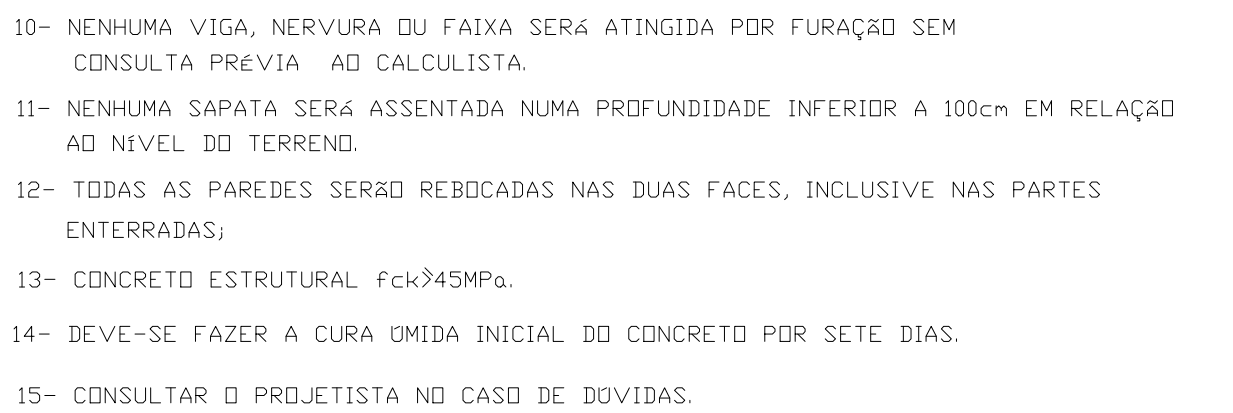 10- NENHUMA VIGA, NERVURA OU FAIXA SERá ATINGIDA POR FURAÇãO SEM
CONSULTA PRÉVIA AO CALCULISTA.
11- NENHUMA SAPATA SERá ASSENTADA NUMA PROFUNDIDADE INFERIOR A 100cm EM RELAÇãO
AO NíVEL DO TERRENO.
12- TODAS AS PAREDES SERãO REBOCADAS NAS DUAS FACES, INCLUSIVE NAS PARTES
ENTERRADAS;
13- CONCRETO ESTRUTURAL fck≥45MPa.
14- DEVE-SE FAZER A CURA ÚMIDA INICIAL DO CONCRETO POR SETE DIAS.
15- CONSULTAR O PROJETISTA NO CASO DE DÚVIDAS.